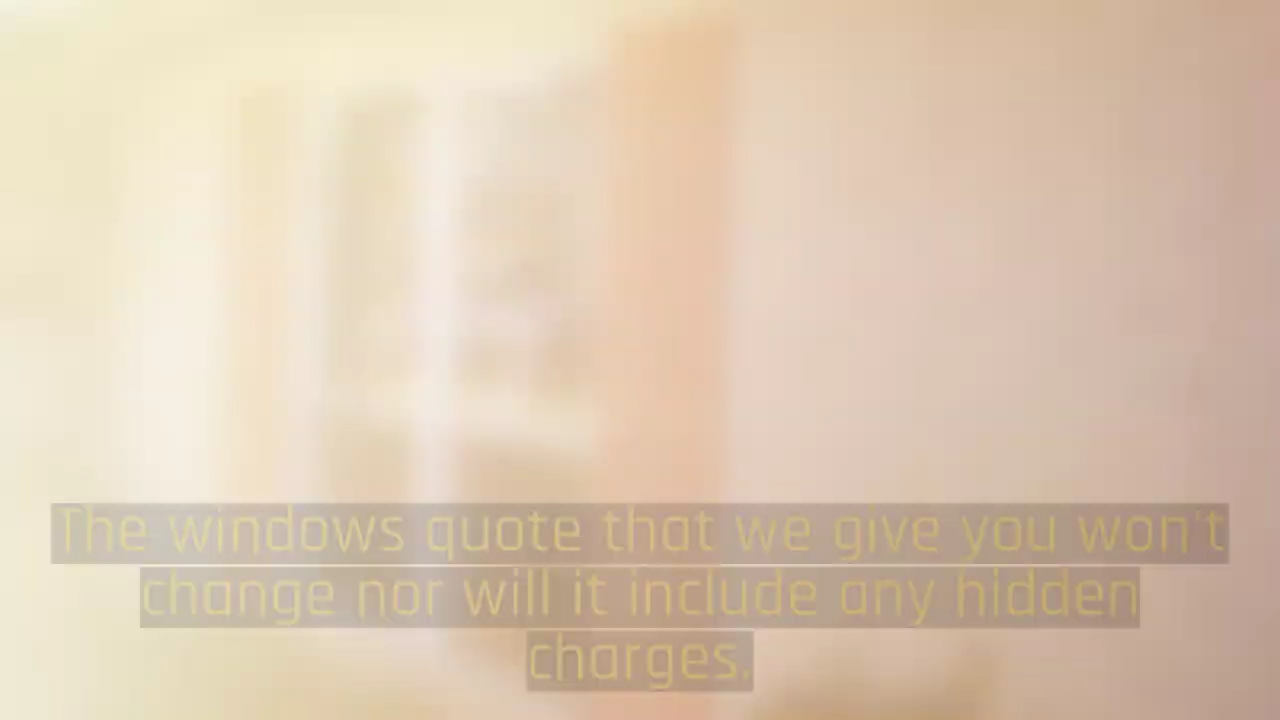 The windows quote that we give you won't
change nor will it include any hidden
charges.